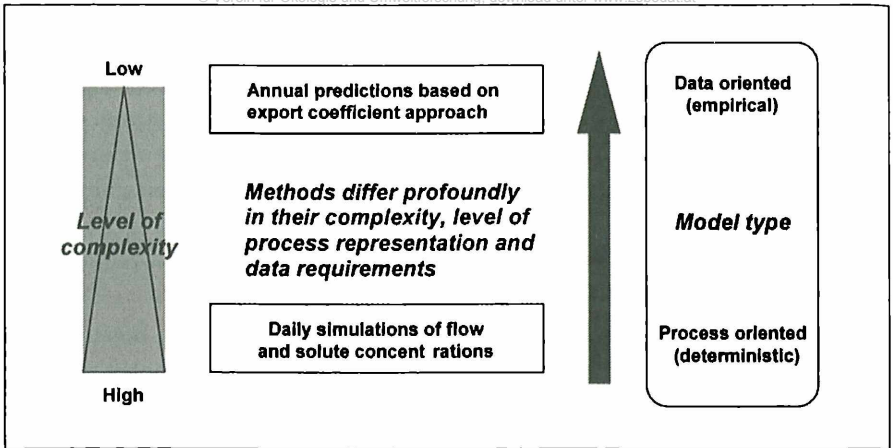 Low
Annual predictions based on
export coefficient approach
Data oriented
(empirical)
Level of
complexity
Methods differ profoundly
in their complexity, level of
process representation and
data requirements
Model type
Daily simulations of flow
and solute concent rations
Process oriented
(deterministic)
High